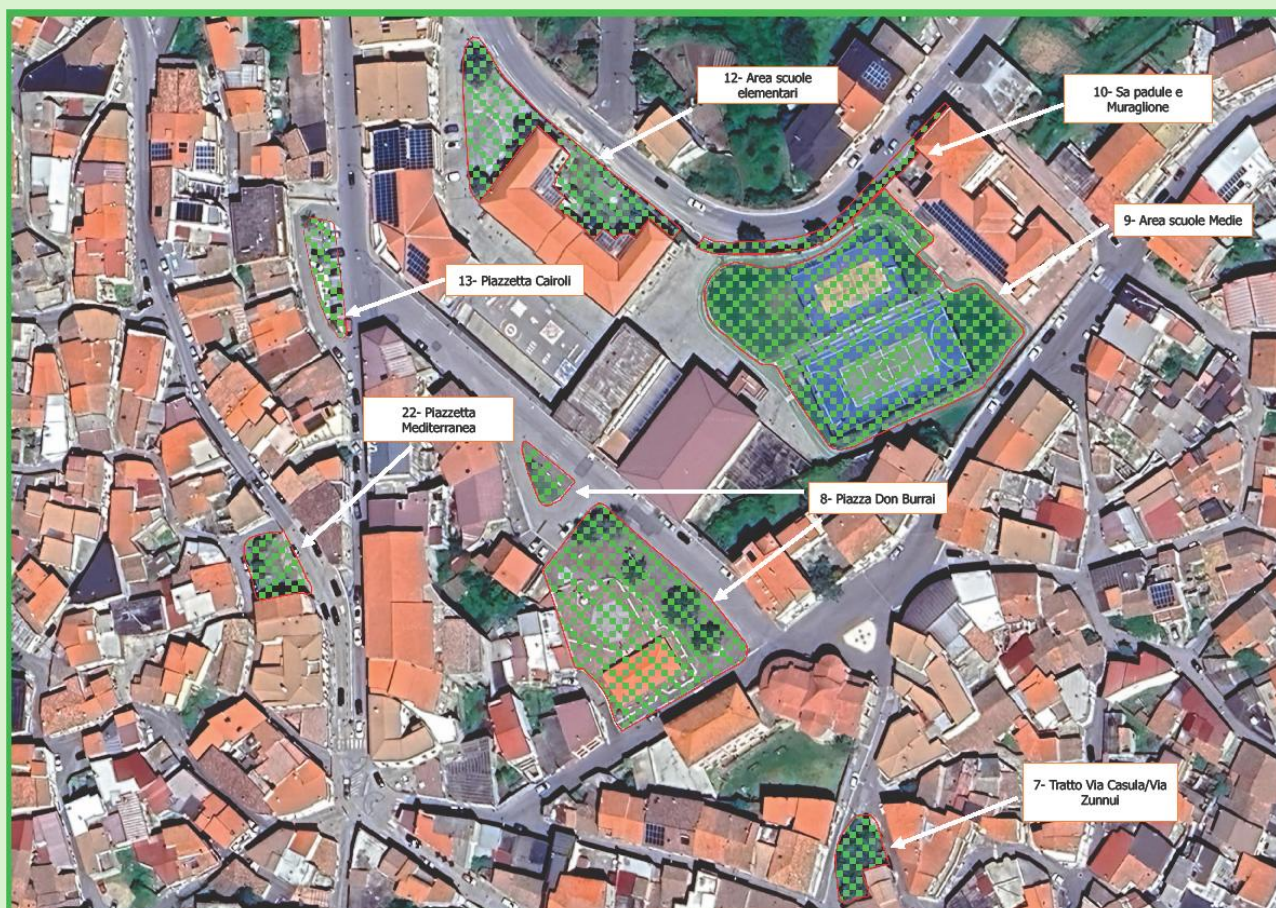 12- Area scuole
elementari
10- Sa padule e
Muraglione
9- Area scuole Medie
13- Piazzetta Cairoli
22- Piazzetta
Mediterranea
8- Piazza Don Burrai
7- Tratto Via Casula/Via
Zunnui